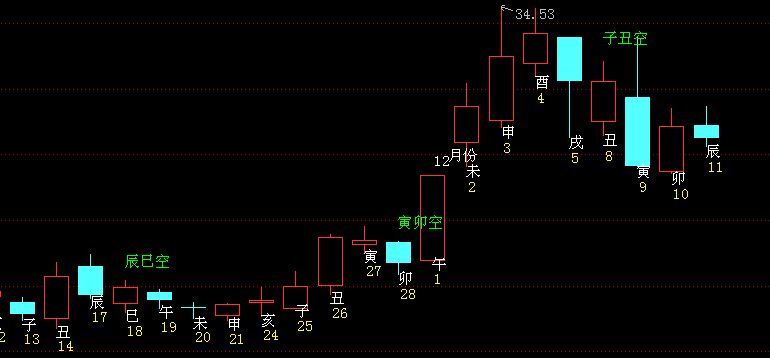 34.53
子丑空
酉
4
申
3
戌
5
丑
8
辰
11
12月份
未
2
寅
9
卯
10
寅卯空
辰巳空
寅
27
午
1
卯
28
丑
26
辰
17
巳
18
午
19
子
25
未
20
申
21
亥
24
子
13
丑
14
2